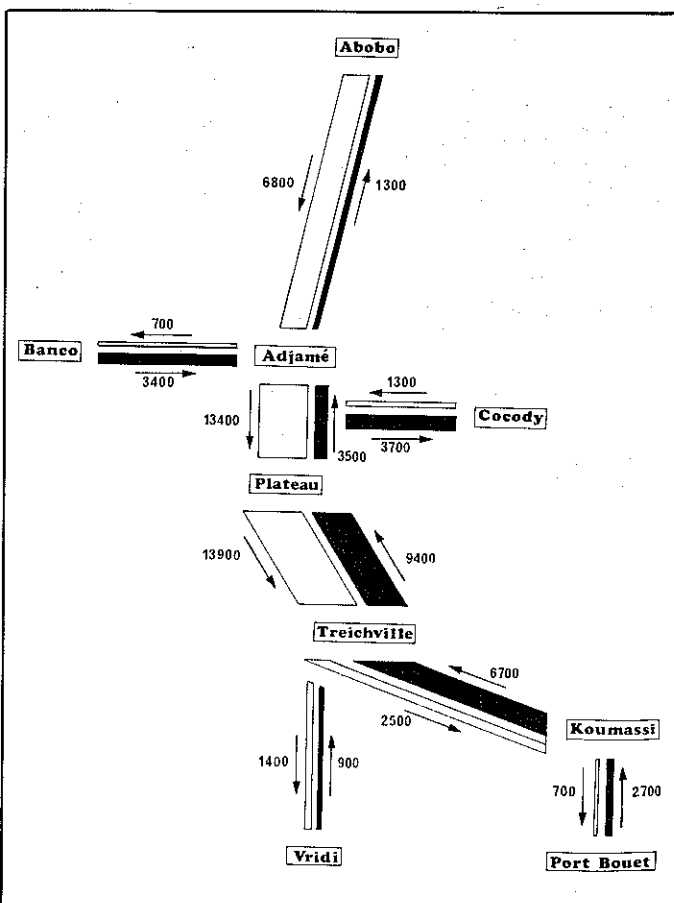 Abobo
6800
1300
700
Banco
Adjamé
3400
1300
13400
Cocody
3500
3700
Plateau
13900
9400
Treichville
6700
2500
Koumassi
1400
900
700
2700
Vridi
Port Bouet